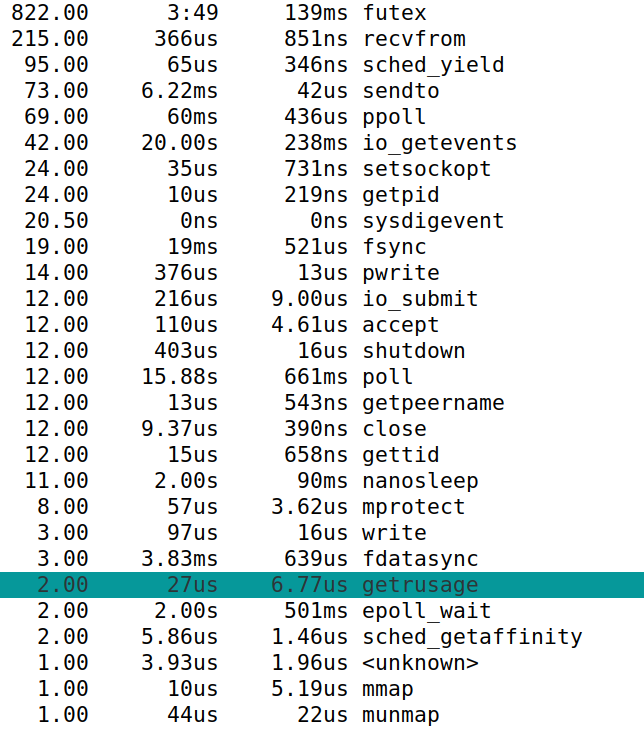 822.00 3:49 139ms futex
215.00 366us 851ns recvfrom
95.00 65us 346ns sched_yield
73.00 6.22ms 42us sendto
69.00 60ms 436us ppoll
42.00 20.00s 238ms io_getevents
24.00 35us 731ns setsockopt
24.00 10us 219ns getpid
20.50 0ns 0ns sysdigevent
19.00 19ms 521us fsync
14.00 376us 13us pwrite
12.00 216us 9.00us io_submit
12.00 110us 4.61us accept
12.00 403us 16us shutdown
12.00 15.88s 661ms poll
12.00 13us 543ns getpeername
12.00 9.37us 390ns close
12.00 15us 658ns gettid
11.00 2.00s 90ms nanosleep
8.00 57us 3.62us mprotect
3.00 97us 16us write
3.00 3.83ms 639us fdatasync
2.00 27us 6.77us getrusage
2.00 2.00s 501ms epoll_wait
2.00 5.86us 1.46us sched_getaffinity
1.00 3.93us 1.96us <unknown>
1.00 10us 5.19us mmap
1.00 44us 22us munmap